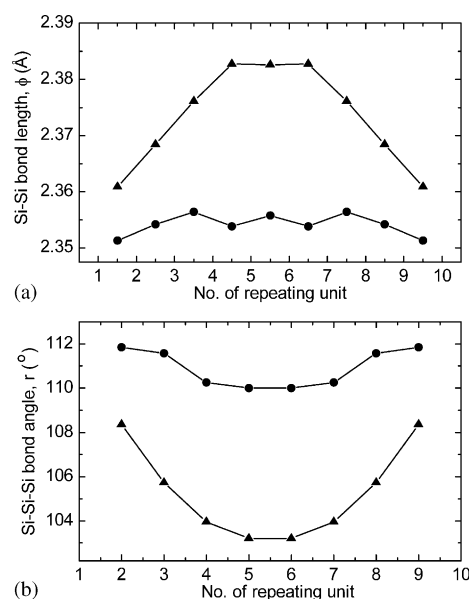 2.39
2.38
2.37
2.36
2.35
Si-Si bond length, ϕ (Å)
1 2 3 4 5 6 7 8 9 10
(a)
No. of repeating unit
112
110
108
106
104
Si-Si-Si bond angle, r (°)
1 2 3 4 5 6 7 8 9 10
(b)
No. of repeating unit